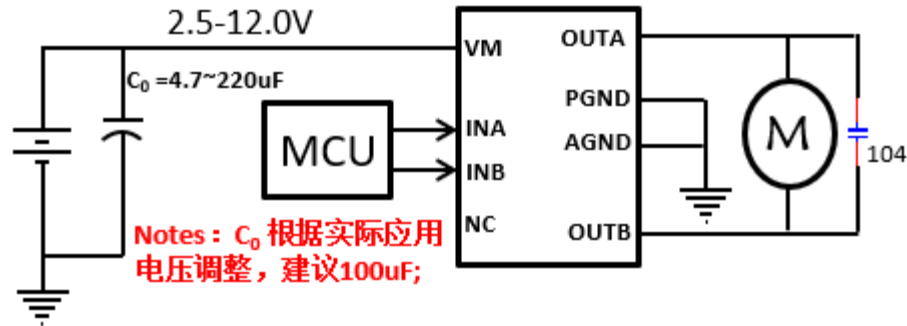 2.5-12.0V
VM
OUTA
C₀ =4.7~220uF
PGND
MCU
INA
AGND
M
104
INB
NC
OUTB
Notes：C₀ 根据实际应用
电压调整，建议100uF;